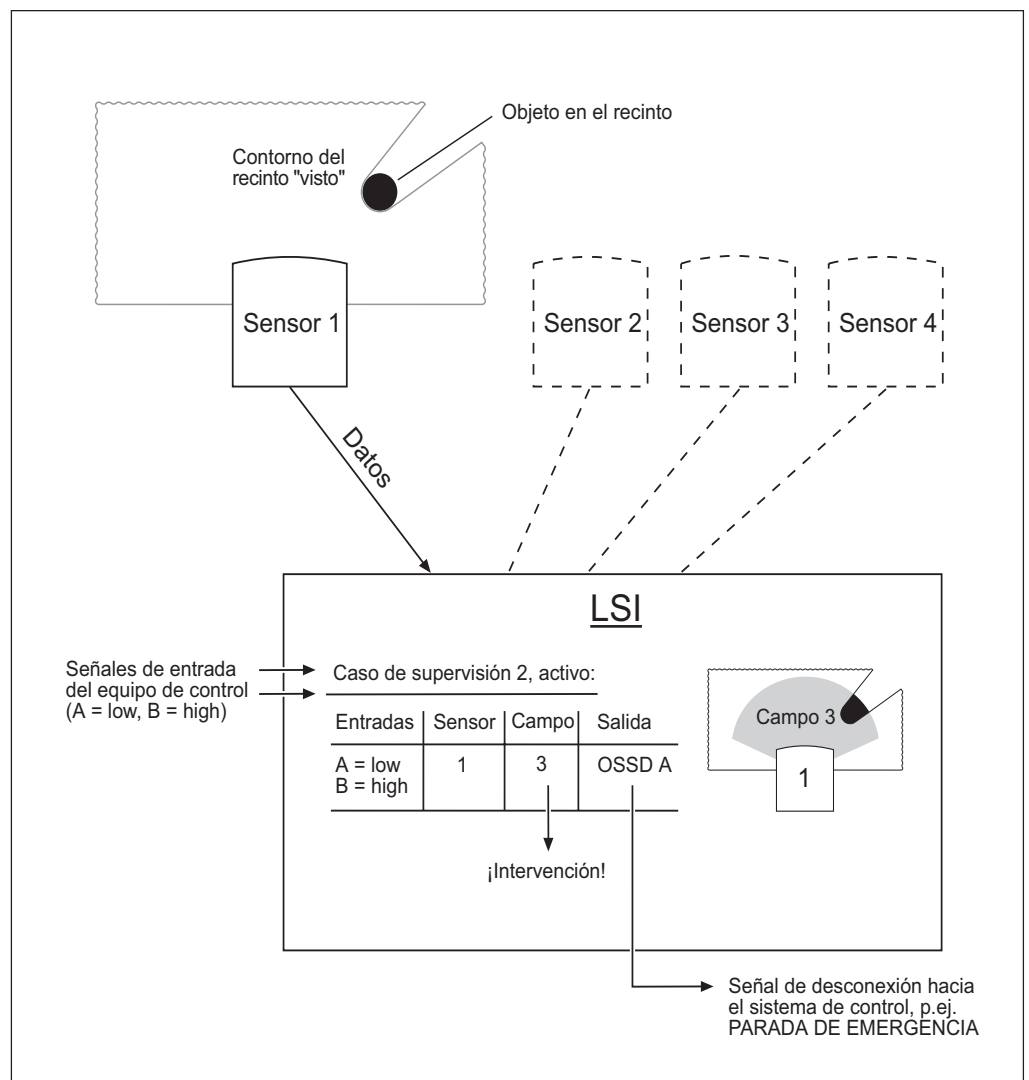 Objeto en el recinto
Contorno del
recinto "visto"
Sensor 1
Sensor 2
Sensor 3
Sensor 4
Datos
LSI
Señales de entrada
del equipo de control
(A = low, B = high)
Caso de supervisión 2, activo:
Entradas Sensor Campo Salida
A = low 1 3 OSSD A
B = high
¡Intervención!
Campo 3
1
Señal de desconexión hacia
el sistema de control, p.ej.
PARADA DE EMERGENCIA